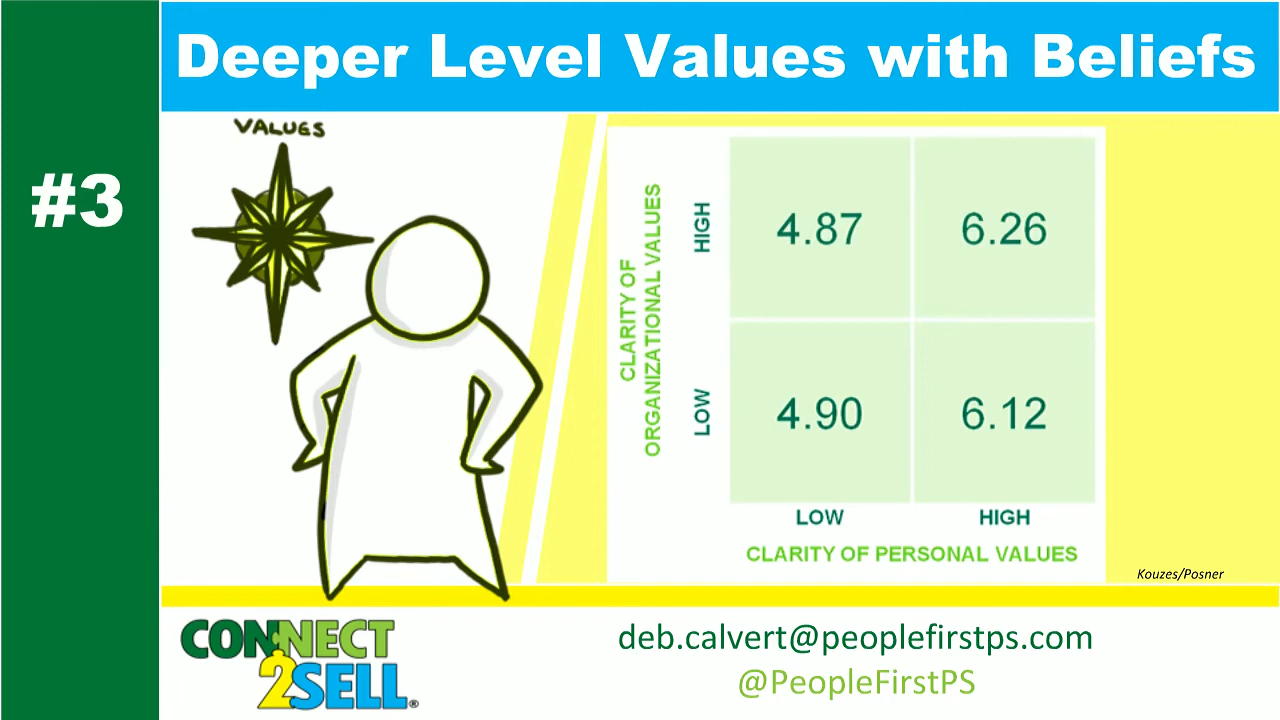 #3
Deeper Level Values with Beliefs
VALUES
CLARITY OF
ORGANIZATIONAL VALUES
HIGH
4.87 6.26
LOW
4.90 6.12
LOW HIGH
CLARITY OF PERSONAL VALUES
Kouzes/Posner
CONNECT
2SELL®
deb.calvert@peoplefirstps.com
@PeopleFirstPS